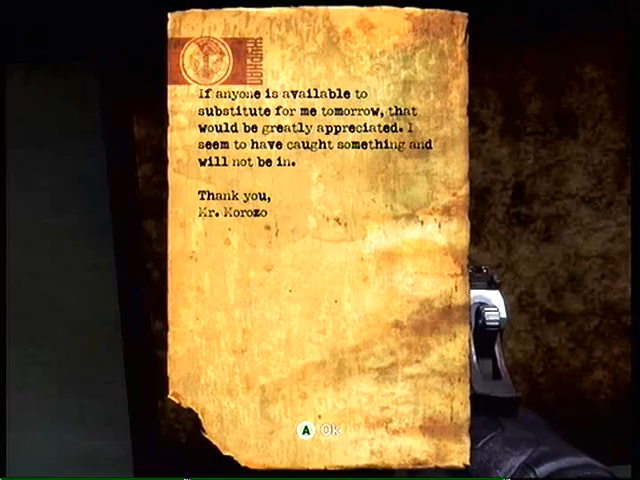 If anyone is available to
substitute for me tomorrow, that
would be greatly appreciated. I
seem to have caught something and
will not be in.
Thank you,
Mr. Morozo
A Ok